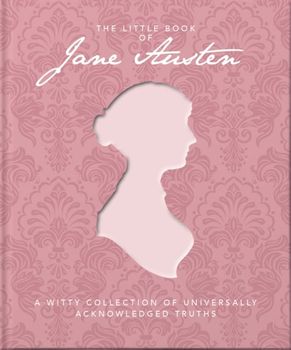 THE LITTLE BOOK
OF
Jane Austen
A WITTY COLLECTION OF UNIVERSALLY
ACKNOWLEDGED TRUTHS